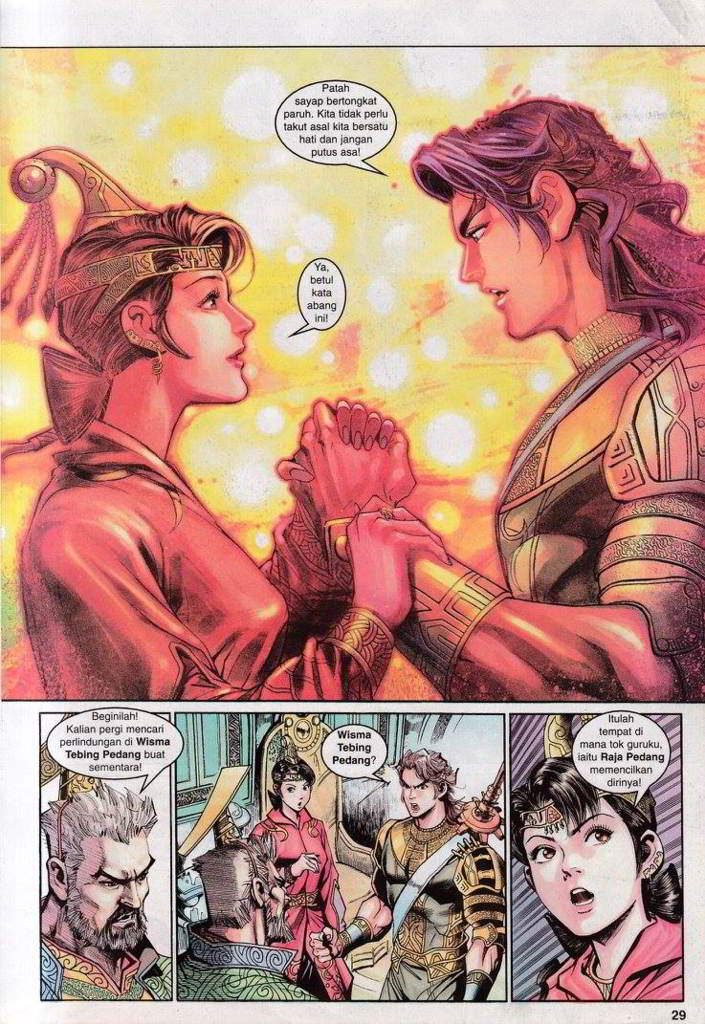 Patah
sayap bertongkat
paruh. Kita tidak perlu
takut asal kita bersatu
hati dan jangan
putus asa!
Ya,
betul
kata
abang
ini!
Beginilah!
Kalian pergi mencari
perlindungan di Wisma
Tebing Pedang buat
sementara!
Wisma
Tebing
Pedang?
Itulah
tempat di
mana tok guruku,
iaitu Raja Pedang
memencilkan
dirinya!
29